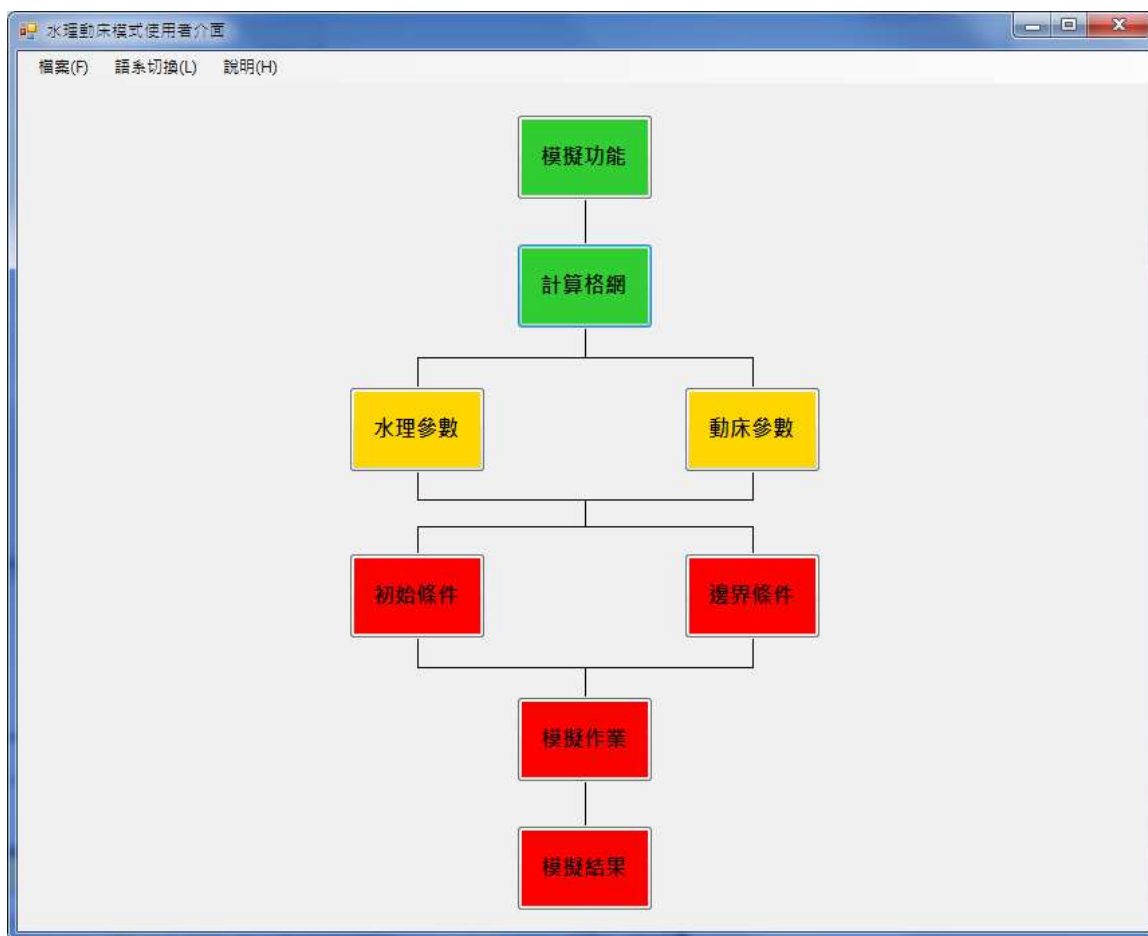 水理動床模式使用者介面
檔案(F) 語系切換(L) 說明(H)
模擬功能
計算格網
水理參數 動床參數
初始條件 邊界條件
模擬作業
模擬結果